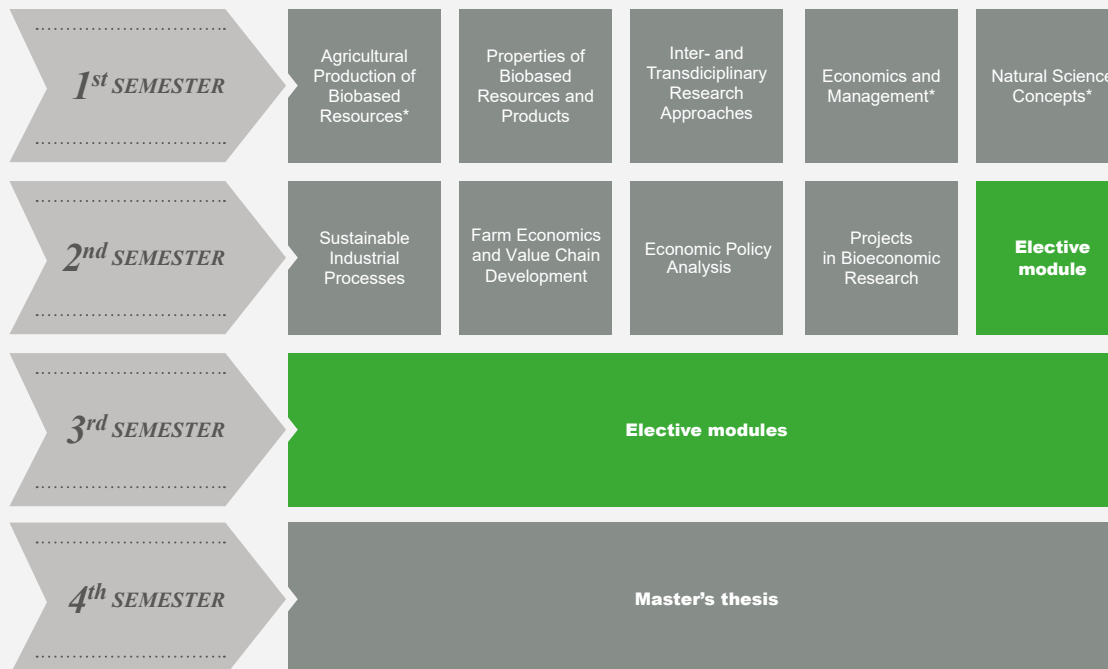 1st SEMESTER
Agricultural
Production of
Biobased
Resources*
Properties of
Biobased
Resources and
Products
Inter- and
Transdiciplinary
Research
Approaches
Economics and
Management*
Natural Science
Concepts*
2nd SEMESTER
Sustainable
Industrial
Processes
Farm Economics
and Value Chain
Development
Economic Policy
Analysis
Projects
in Bioeconomic
Research
Elective
module
3rd SEMESTER
Elective modules
4th SEMESTER
Master's thesis